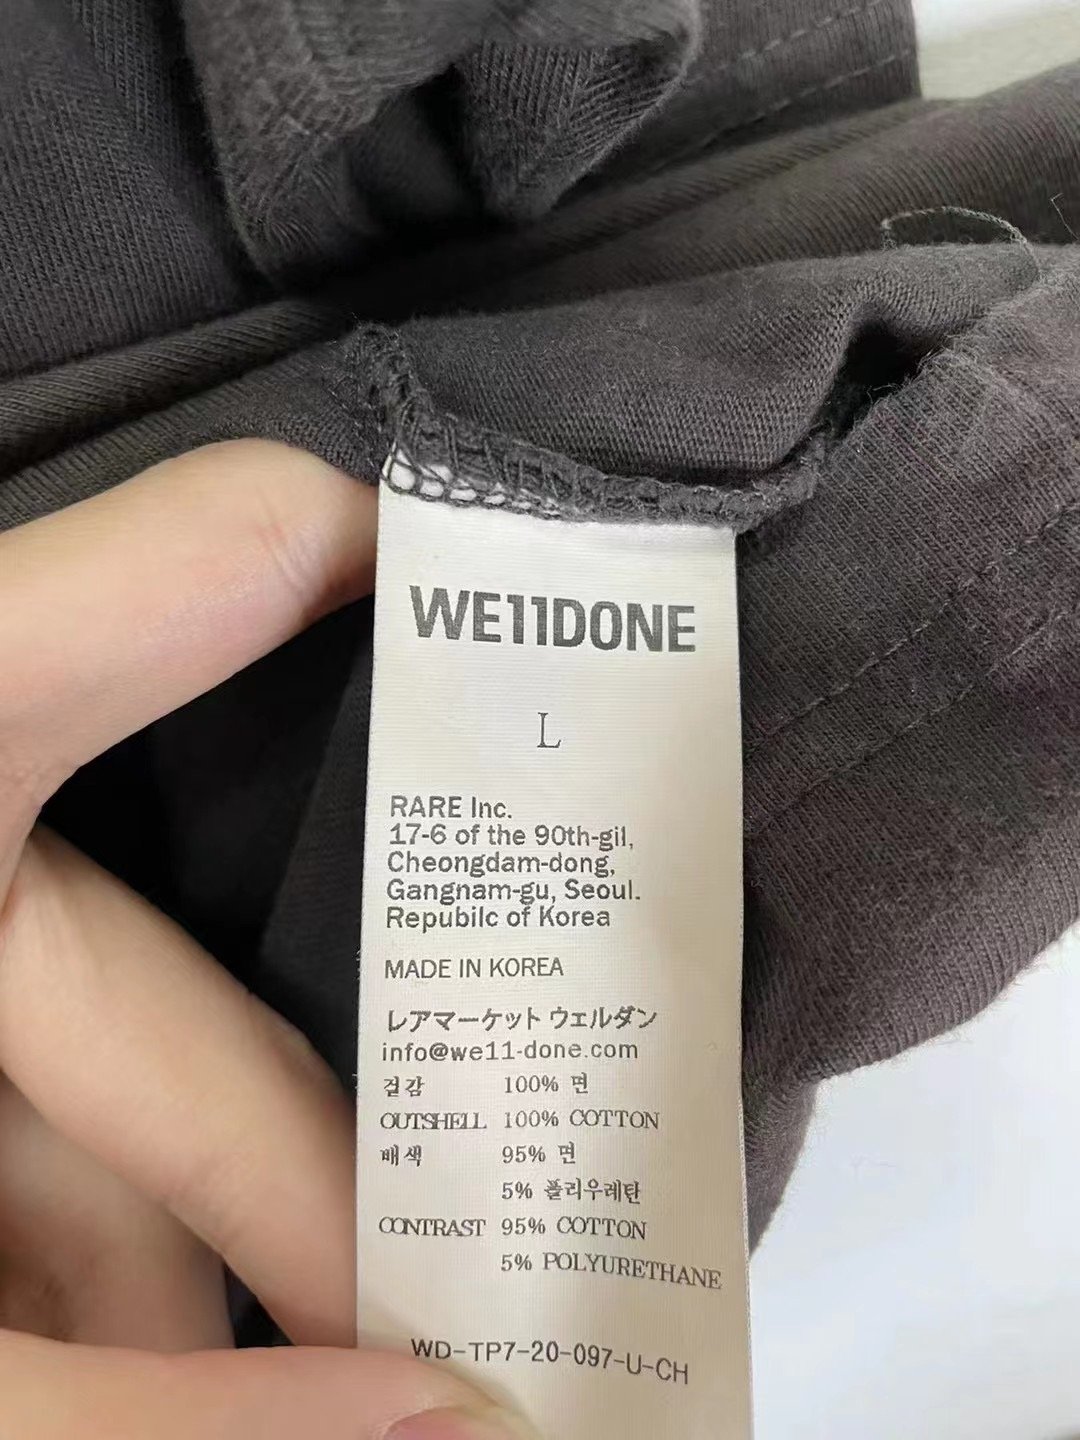 WE11DONE
L
RARE Inc.
17-6 of the 90th-gil,
Cheongdam-dong,
Gangnam-gu, Seoul.
Repubilc of Korea
MADE IN KOREA
レアマーケット ウェルダン
info@we11-done.com
겉감 100% 면
OUTSHELL 100% COTTON
배색 95% 면
5% 폴리우레탄
CONTRAST 95% COTTON
5% POLYURETHANE
WD-TP7-20-097-U-CH